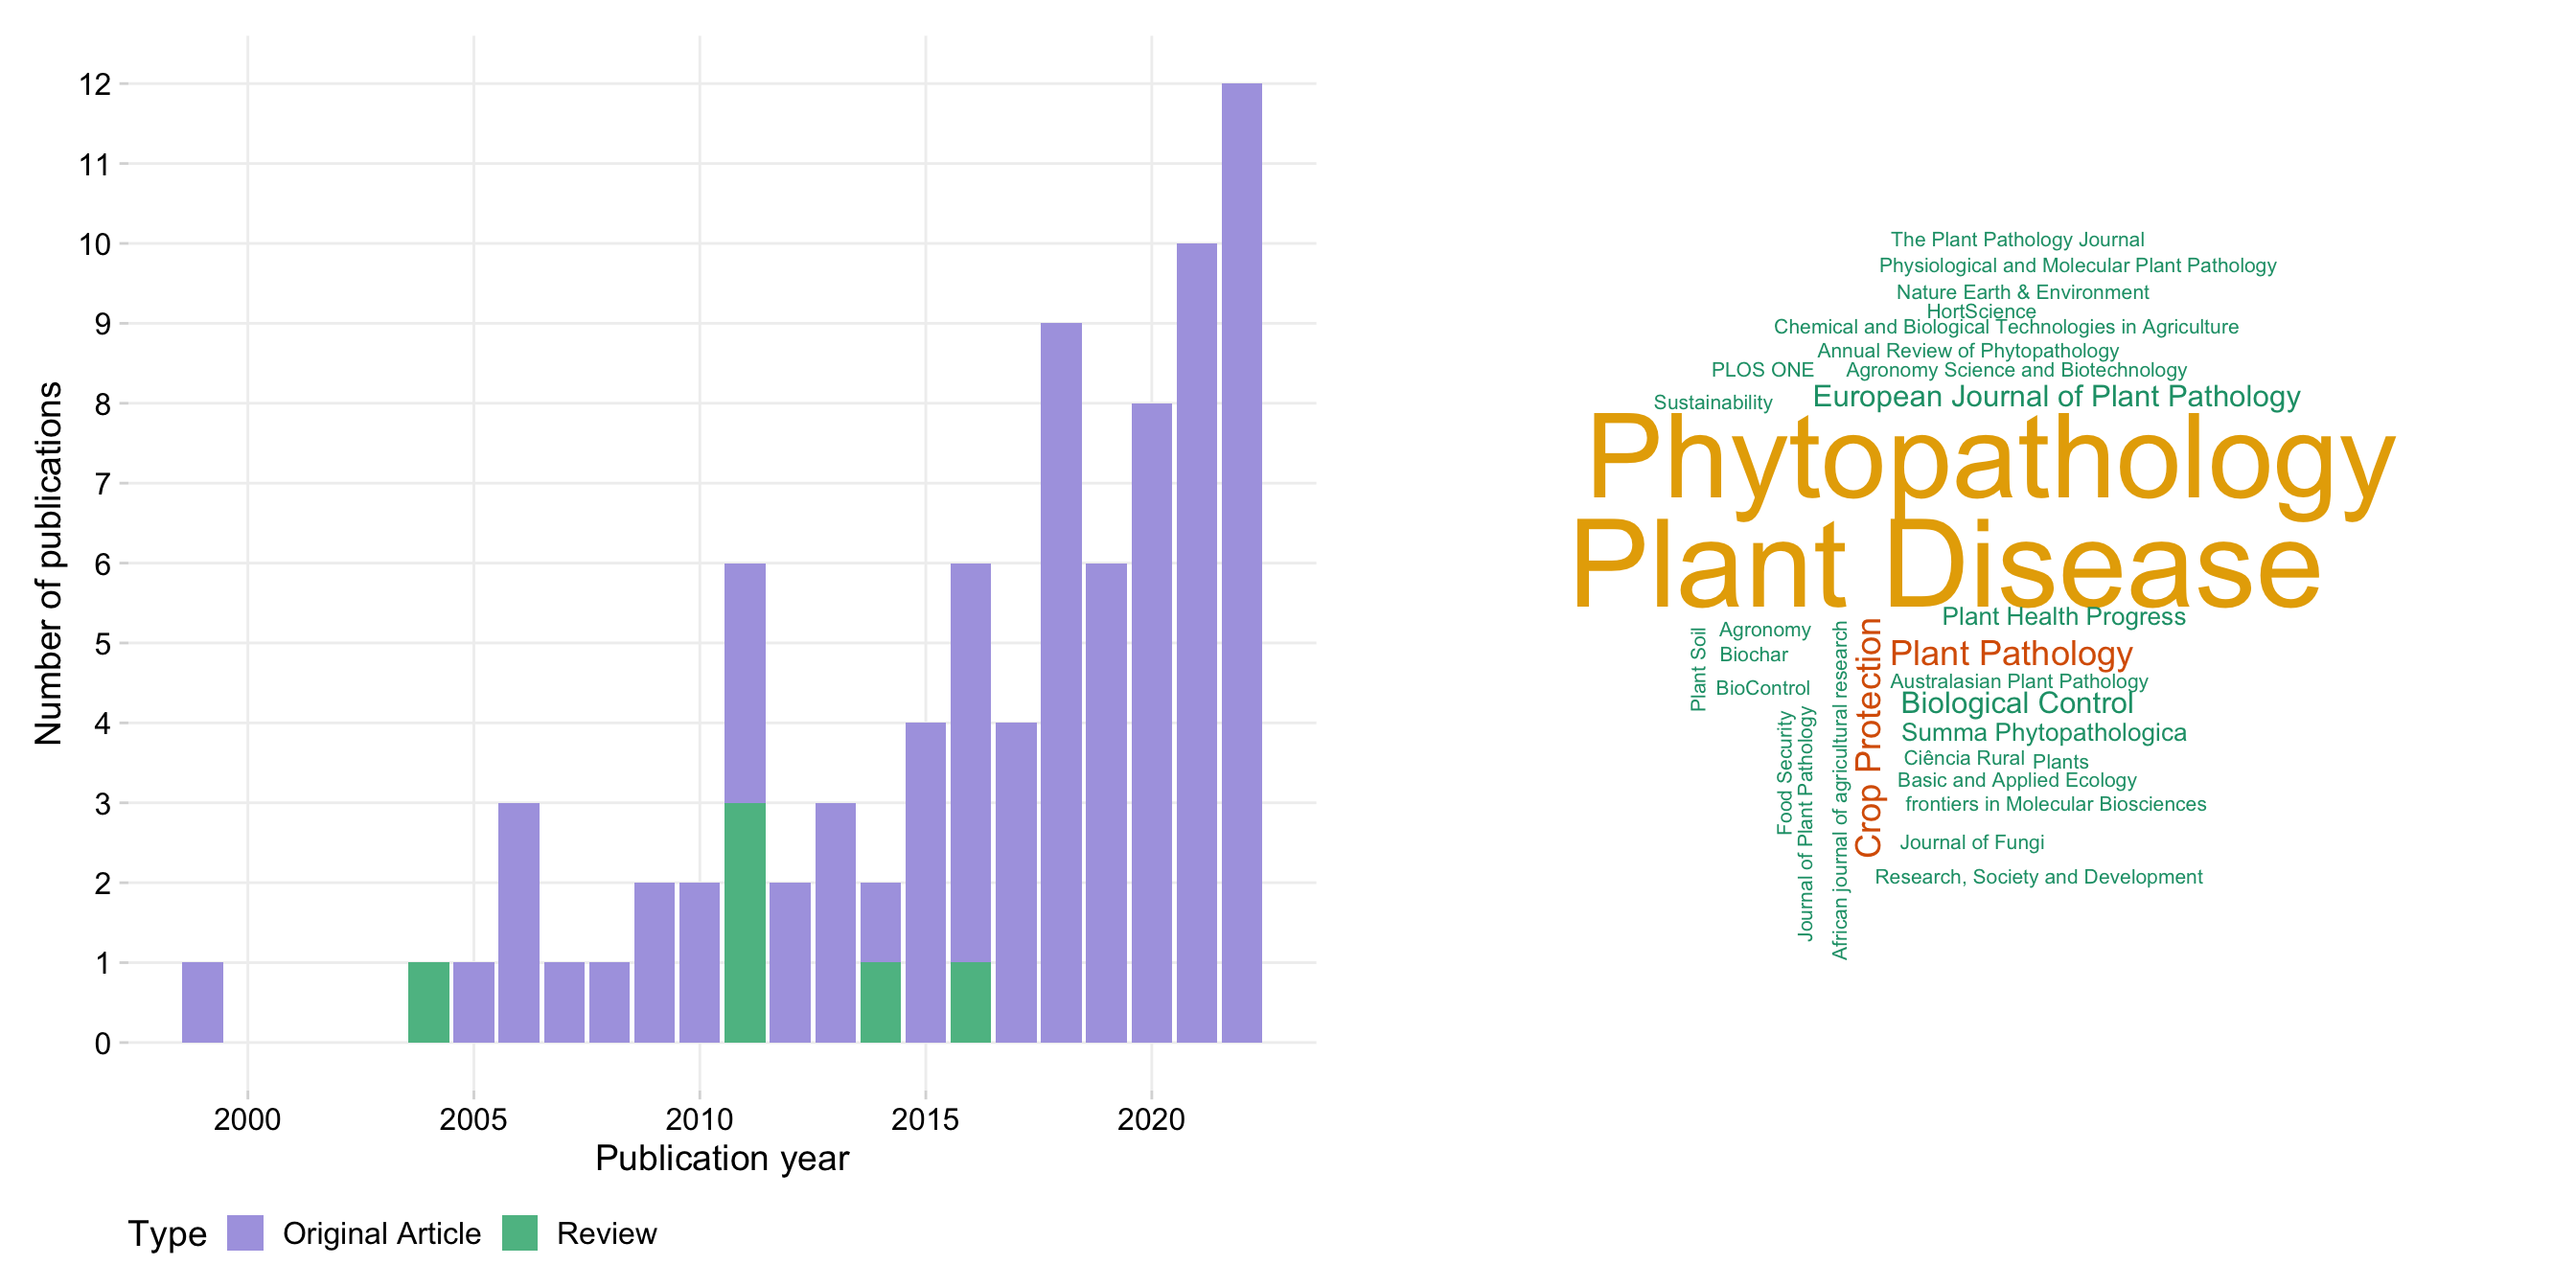 12
11
10
9
8
7
6
5
4
3
2
1
0
Number of publications
2000 2005 2010 2015 2020
Publication year
Type Original Article Review
The Plant Pathology Journal
Physiological and Molecular Plant Pathology
Nature Earth & Environment
HortScience
Chemical and Biological Technologies in Agriculture
Annual Review of Phytopathology
PLOS ONE Agronomy Science and Biotechnology
Sustainability European Journal of Plant Pathology
Phytopathology
Plant Disease
Plant Health Progress
Agronomy
Plant Soil
Biochar
BioControl
Plant Pathology
Australasian Plant Pathology
Biological Control
Summa Phytopathologica
Ciência Rural Plants
Basic and Applied Ecology
frontiers in Molecular Biosciences
Journal of Fungi
Research, Society and Development
Food Security
Journal of Plant Pathology
African journal of agricultural research
Crop Protection